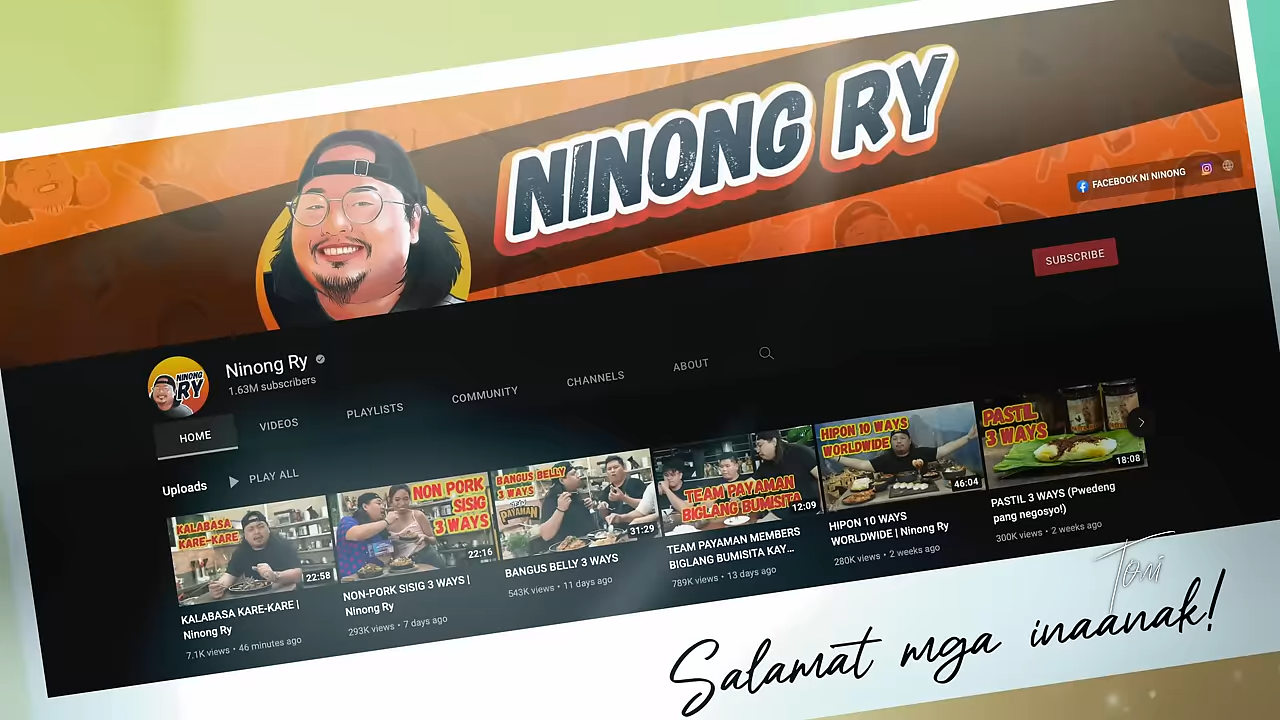 NINONG RY
FACEBOOK NI NINONG
SUBSCRIBE
NINONG
RY
Ninong Ry
1.63M subscribers
HOME
VIDEOS
PLAYLISTS
COMMUNITY
CHANNELS
ABOUT
Uploads
PLAY ALL
KALABASA
KARE-KARE
22:58
KALABASA KARE-KARE |
Ninong Ry
7.1K views • 46 minutes ago
NON PORK
SISIG
3 WAYS
22:16
NON-PORK SISIG 3 WAYS |
Ninong Ry
293K views • 7 days ago
BANGUS BELLY
3 WAYS
PAYAMAN
31:29
BANGUS BELLY 3 WAYS
543K views • 11 days ago
TEAM PAYAMAN
BIGLANG BUMISITA
12:09
TEAM PAYAMAN MEMBERS
BIGLANG BUMISITA KAY...
789K views • 13 days ago
HIPON 10 WAYS
WORLDWIDE
46:04
HIPON 10 WAYS
WORLDWIDE | Ninong Ry
280K views • 2 weeks ago
PASTIL
3 WAYS
18:08
PASTIL 3 WAYS (Pwedeng
pang negosyo!)
300K views • 2 weeks ago
Toni
Salamat mga inaanak!